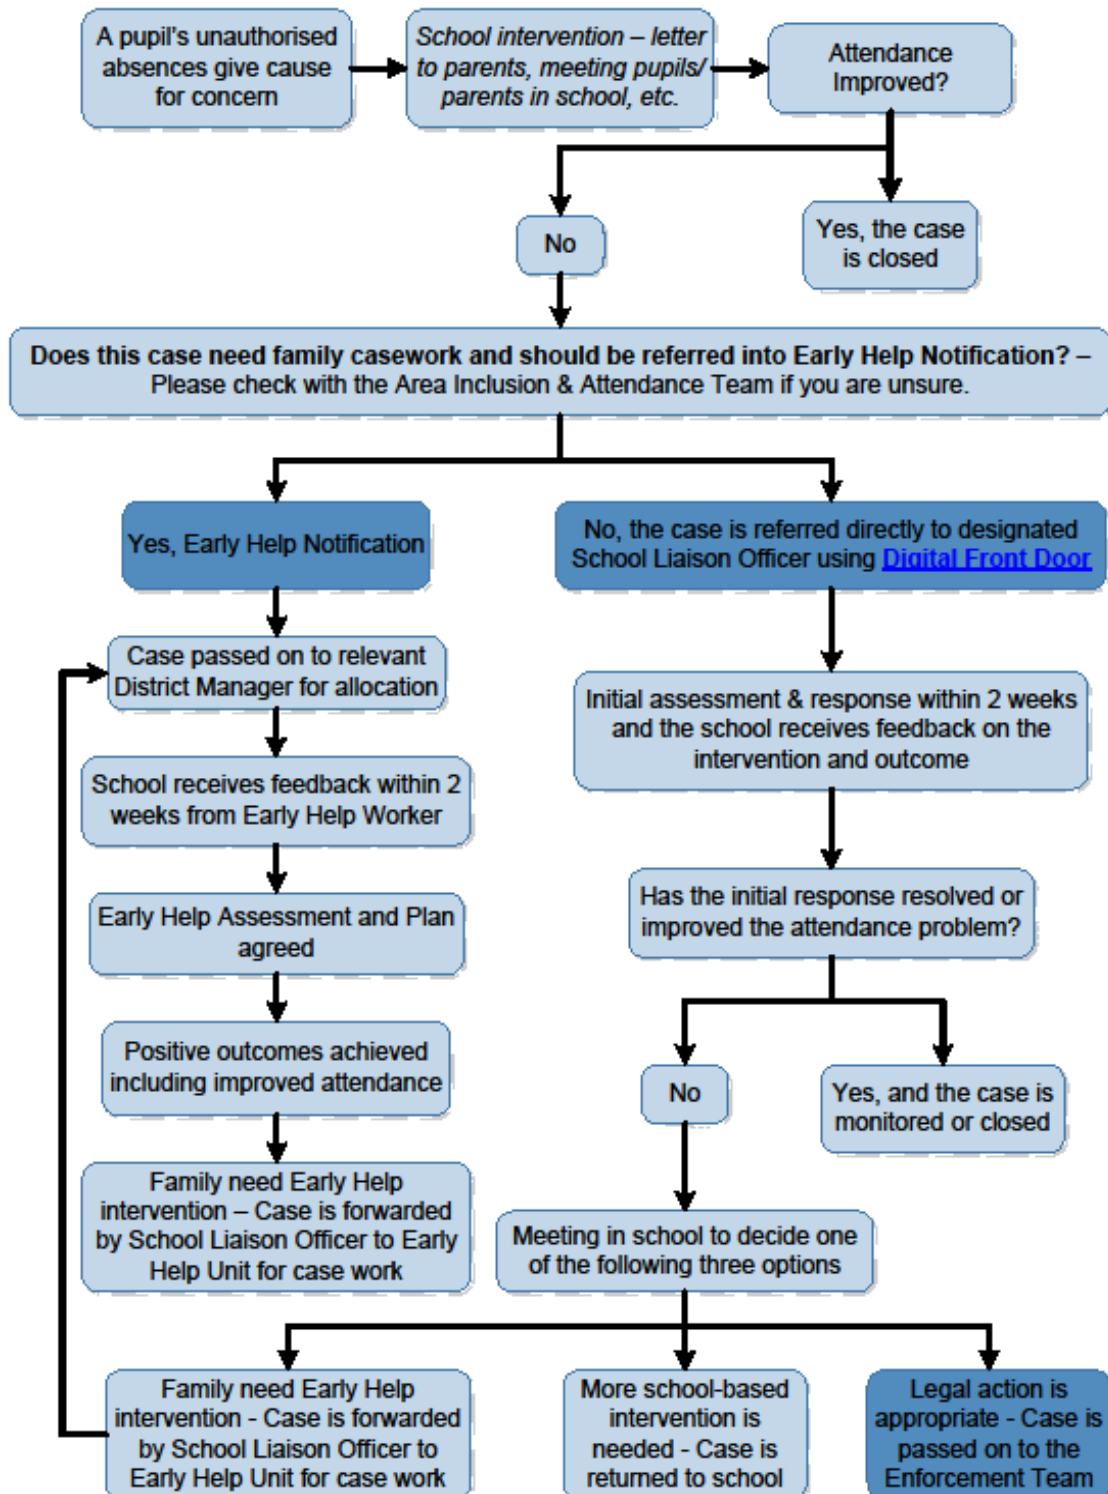 A pupil's unauthorised
absences give cause
for concern
School intervention – letter
to parents, meeting pupils/
parents in school, etc.
Attendance
Improved?
No
Yes, the case
is closed
Does this case need family casework and should be referred into Early Help Notification? –
Please check with the Area Inclusion & Attendance Team if you are unsure.
Yes, Early Help Notification
No, the case is referred directly to designated
School Liaison Officer using Digital Front Door
Case passed on to relevant
District Manager for allocation
Initial assessment & response within 2 weeks
and the school receives feedback on the
intervention and outcome
School receives feedback within 2
weeks from Early Help Worker
Has the initial response resolved or
improved the attendance problem?
Early Help Assessment and Plan
agreed
Positive outcomes achieved
including improved attendance
No
Yes, and the case is
monitored or closed
Family need Early Help
intervention – Case is forwarded
by School Liaison Officer to Early
Help Unit for case work
Meeting in school to decide one
of the following three options
Family need Early Help
intervention - Case is forwarded
by School Liaison Officer to
Early Help Unit for case work
More school-based
intervention is
needed - Case is
returned to school
Legal action is
appropriate - Case is
passed on to the
Enforcement Team